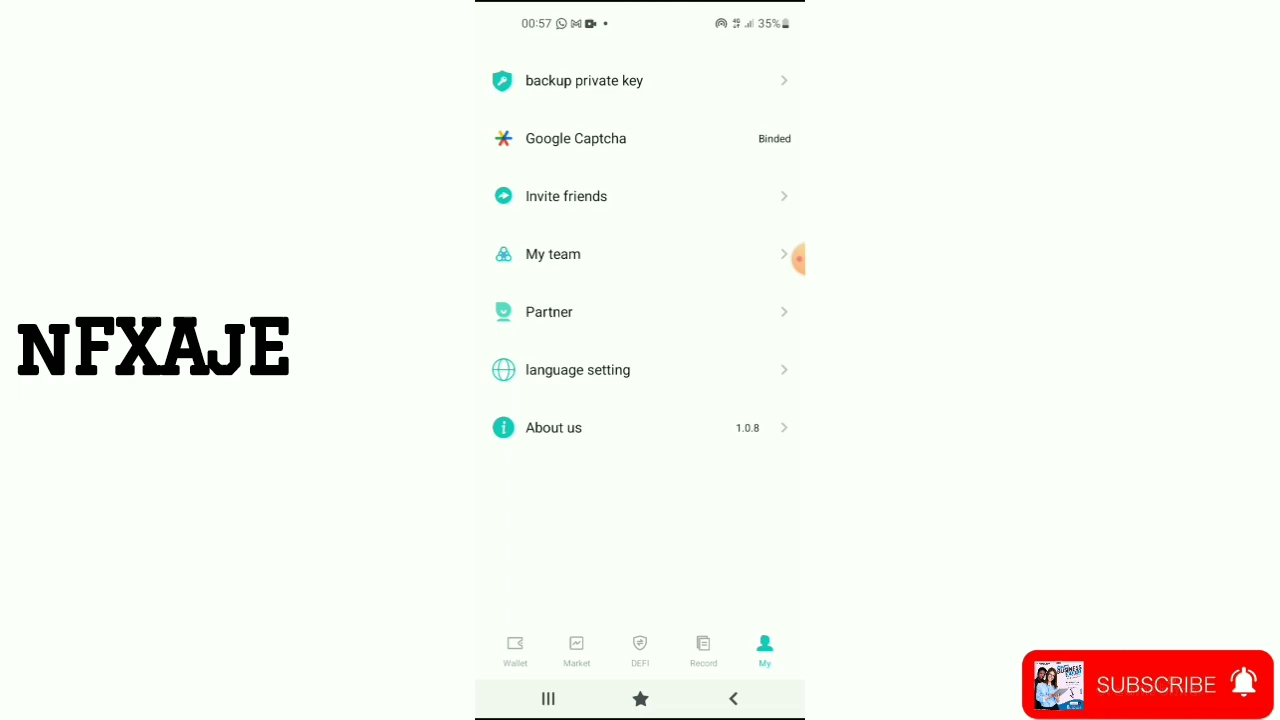 00:57 35%
backup private key
Google Captcha Binded
Invite friends
My team
Partner
language setting
About us 1.0.8
NFXAJE
Wallet Market DEFI Record My
SUBSCRIBE